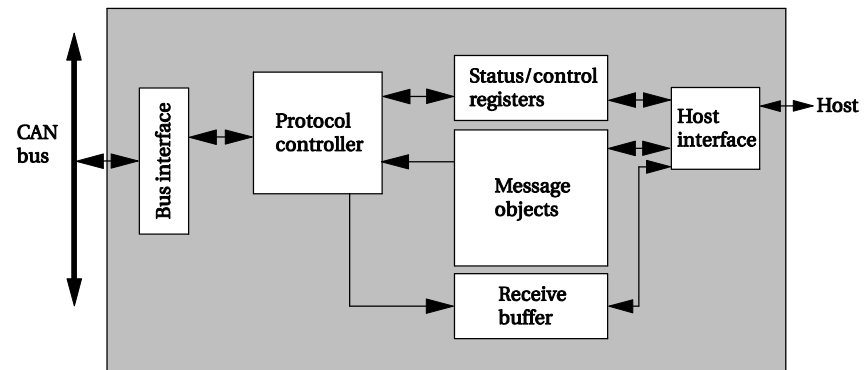 CAN
bus
Bus interface
Protocol
controller
Status/control
registers
Message
objects
Receive
buffer
Host
interface
Host